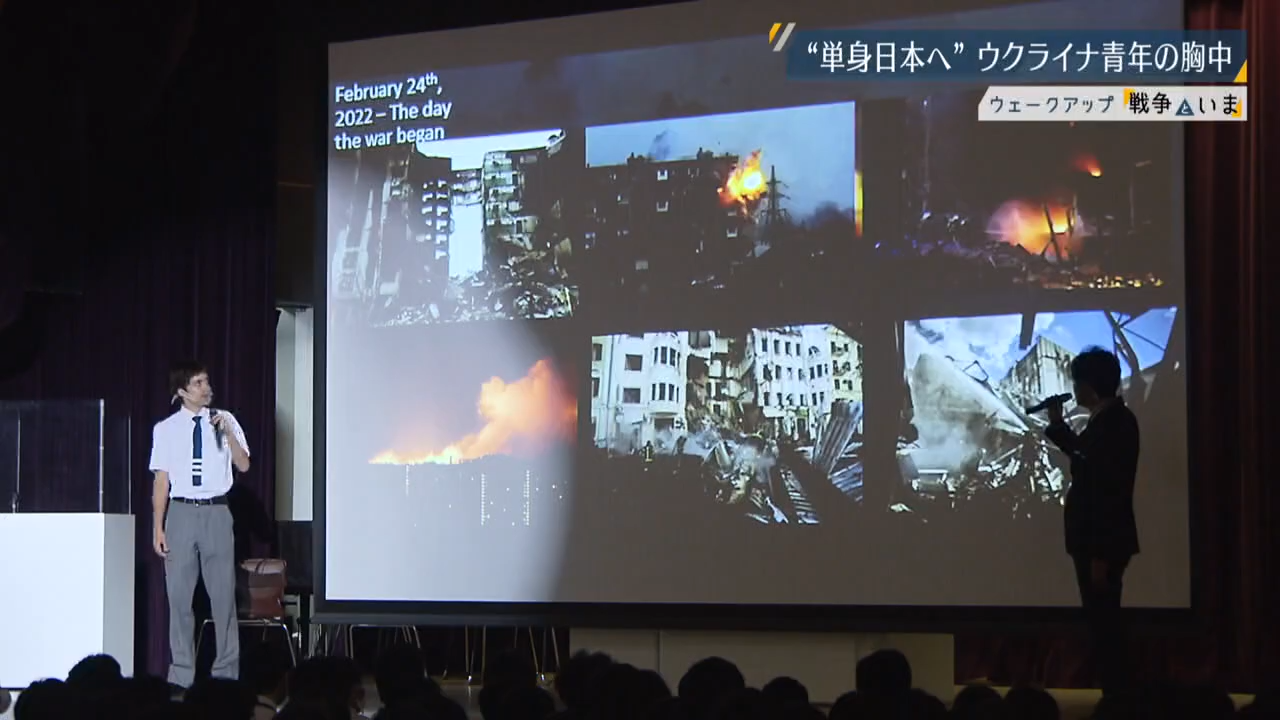 “単身日本へ” ウクライナ青年の胸中
ウェークアップ 戦争といま
February 24th,
2022 – The day
the war began